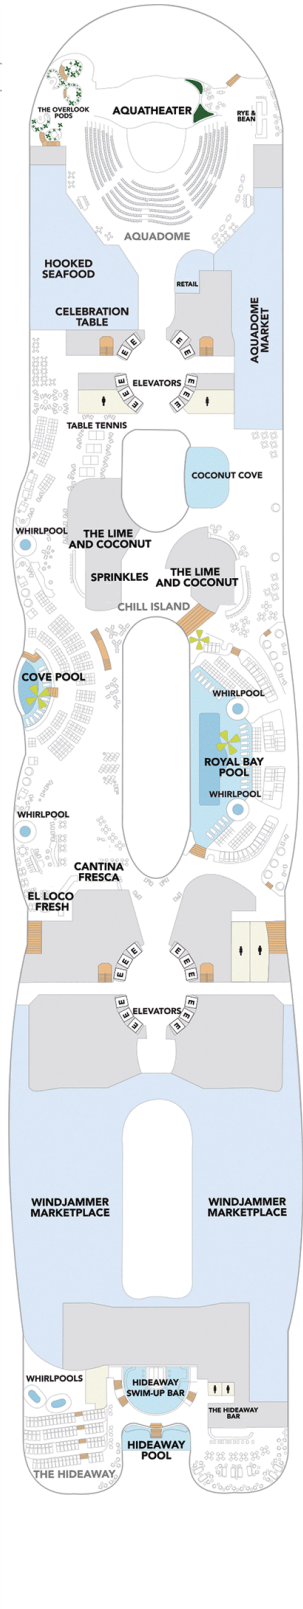 THE OVERLOOK
PODS
AQUATHEATER
RYE &
BEAN
AQUADOME
HOOKED
SEAFOOD
RETAIL
CELEBRATION
TABLE
AQUADOME
MARKET
E
E
E
E
E
E
ELEVATORS
E
E
E
E
E
E
TABLE TENNIS
COCONUT COVE
WHIRLPOOL
THE LIME
AND COCONUT
SPRINKLES
THE LIME
AND COCONUT
CHILL ISLAND
COVE POOL
WHIRLPOOL
ROYAL BAY
POOL
WHIRLPOOL
WHIRLPOOL
CANTINA
FRESCA
EL LOCO
FRESH
E
E
E
E
E
E
ELEVATORS
E
E
E
E
E
E
WINDJAMMER
MARKETPLACE
WINDJAMMER
MARKETPLACE
WHIRLPOOLS
HIDEAWAY
SWIM-UP BAR
THE HIDEAWAY
BAR
HIDEAWAY
POOL
THE HIDEAWAY